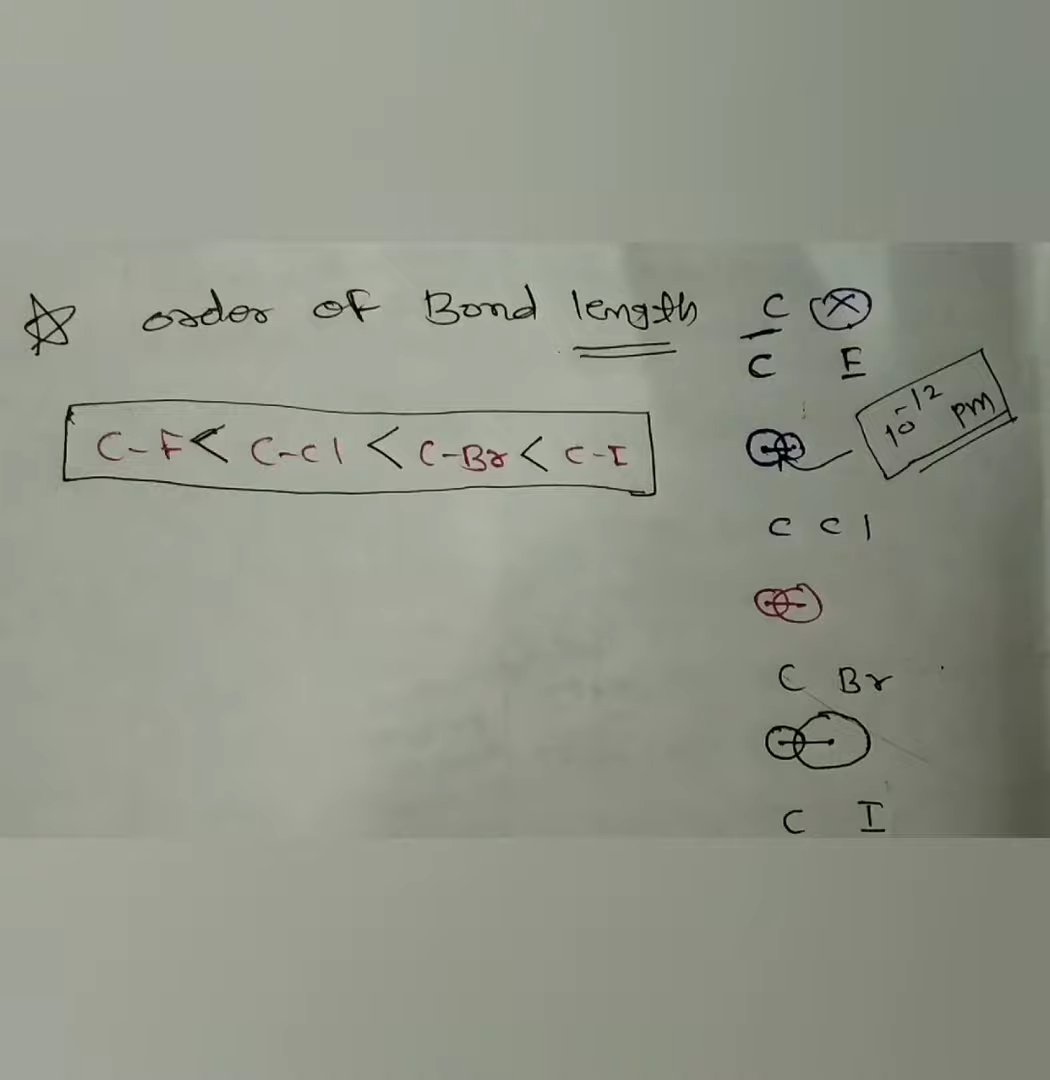 order of Bond length
C-F < C-Cl < C-Br < C-I
C X
C F
10⁻¹² pm
C Cl
C Br
C I